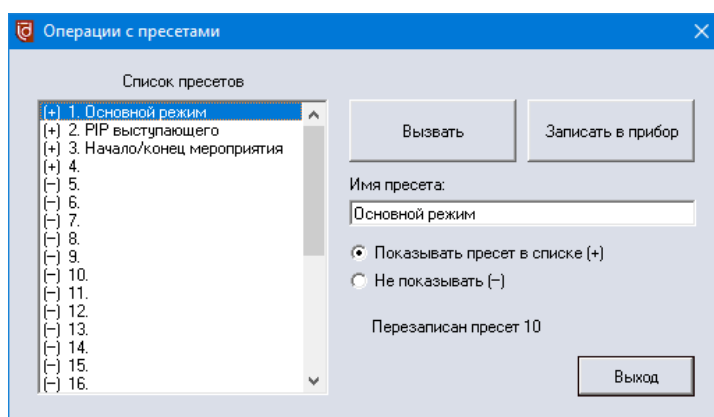 Операции с пресетами
Список пресетов
(+) 1. Основной режим
(+) 2. PIP выступающего
(+) 3. Начало/конец мероприятия
(+) 4.
(−) 5.
(−) 6.
(−) 7.
(−) 8.
(−) 9.
(−) 10.
(−) 11.
(−) 12.
(−) 13.
(−) 14.
(−) 15.
(−) 16.
Вызвать
Записать в прибор
Имя пресета:
Основной режим
Показывать пресет в списке (+)
Не показывать (−)
Перезаписан пресет 10
Выход